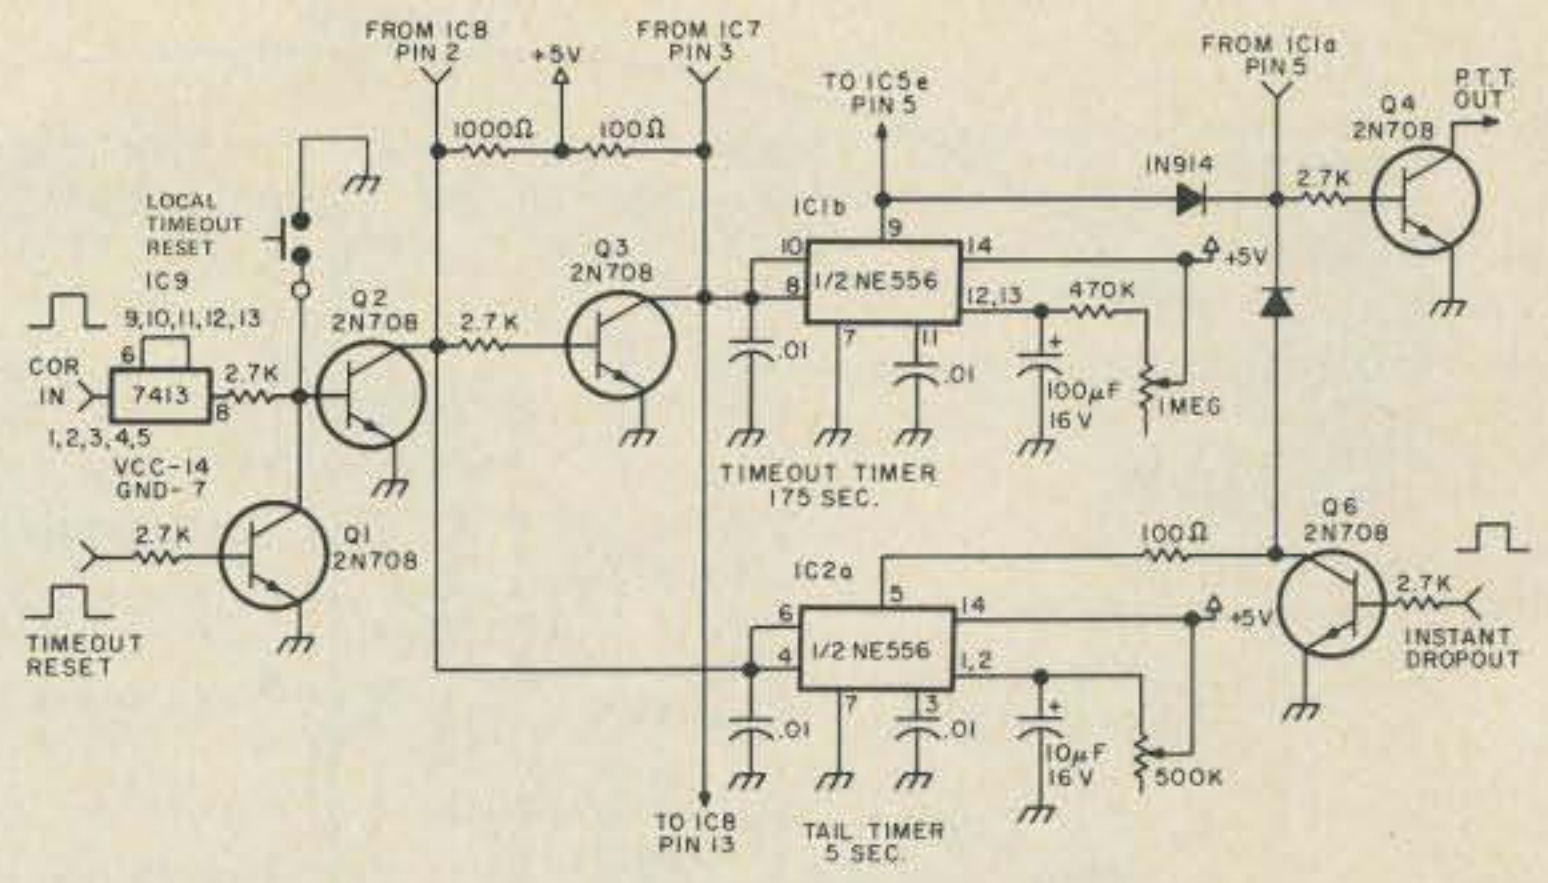 FROM IC8
PIN 2
+5V
FROM IC7
PIN 3
FROM IC1a
PIN 5
TO IC5e
PIN 5
P.T.T.
OUT
Q4
2N708
1000Ω
100Ω
1N914
2.7K
LOCAL
TIMEOUT
RESET
IC1b
9
10
14
+5V
8
1/2 NE556
12,13
470K
7
11
.01
.01
+
100µF
16V
1MEG
Q3
2N708
IC9
9,10,11,12,13
6
Q2
2N708
2.7K
COR
IN
7413
8
2.7K
1,2,3,4,5
VCC-14
GND-7
TIMEOUT TIMER
175 SEC.
2.7K
Q1
2N708
TIMEOUT
RESET
100Ω
Q6
2N708
2.7K
INSTANT
DROPOUT
IC2a
5
6
14
+5V
4
1/2 NE556
1,2
7
3
.01
.01
+
10µF
16V
500K
TO IC8
PIN 13
TAIL TIMER
5 SEC.